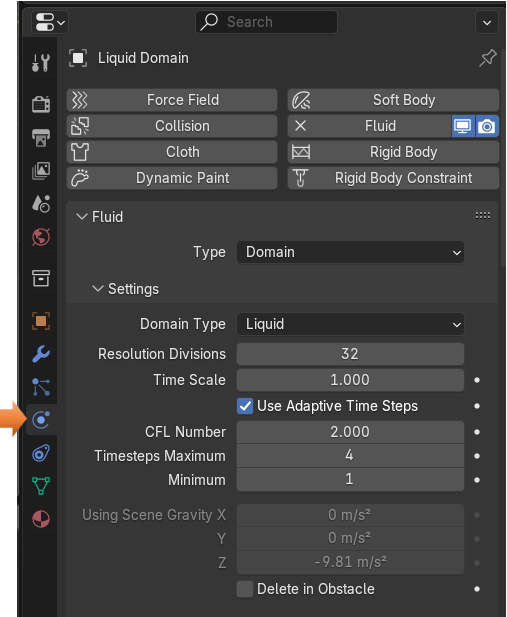 Search
Liquid Domain
Force Field
Soft Body
Collision
Fluid
Cloth
Rigid Body
Dynamic Paint
Rigid Body Constraint
Fluid
Type Domain
Settings
Domain Type Liquid
Resolution Divisions 32
Time Scale 1.000
Use Adaptive Time Steps
CFL Number 2.000
Timesteps Maximum 4
Minimum 1
Using Scene Gravity X 0 m/s²
Y 0 m/s²
Z -9.81 m/s²
Delete in Obstacle